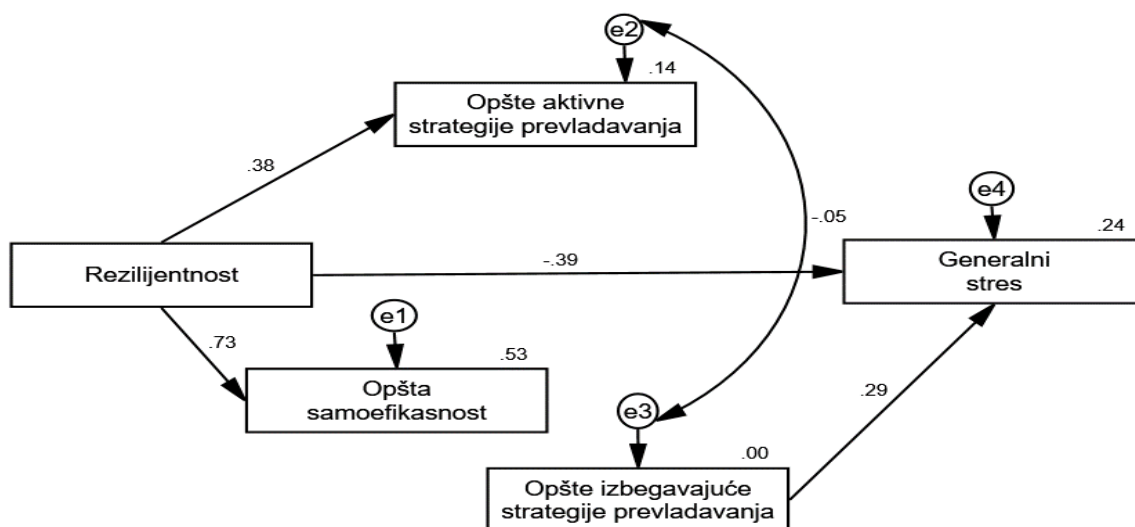 e2
.14
Opšte aktivne
strategije prevladavanja
.38
e4
-.05
.24
Rezilijentnost
-.39
Generalni
stres
e1
.73
.53
Opšta
samoefikasnost
.29
e3
.00
Opšte izbegavajuće
strategije prevladavanja